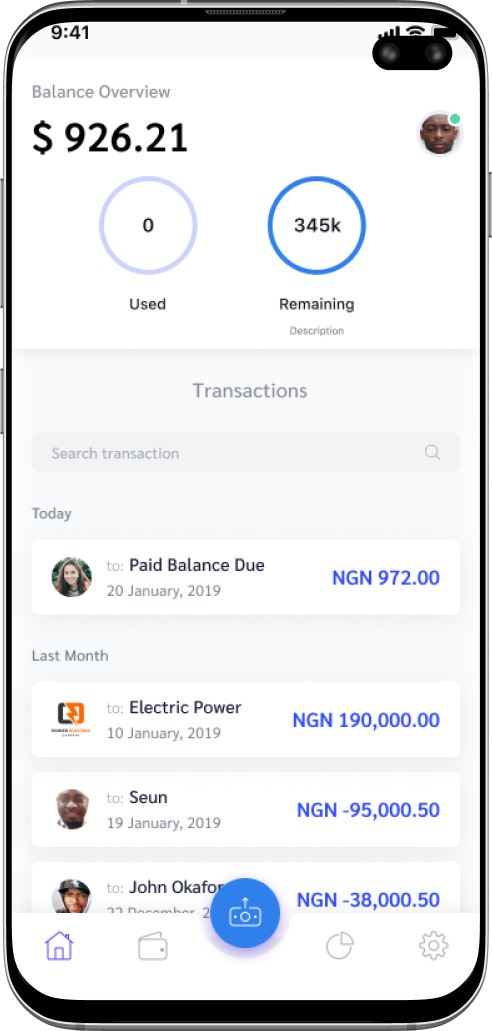 9:41
Balance Overview
$ 926.21
0
345k
Used
Remaining
Description
Transactions
Search transaction
Today
to: Paid Balance Due
20 January, 2019
NGN 972.00
Last Month
POWER ELECTRIC
to: Electric Power
10 January, 2019
NGN 190,000.00
to: Seun
19 January, 2019
NGN -95,000.50
to: John Okafor
22 December, 2
NGN -38,000.50